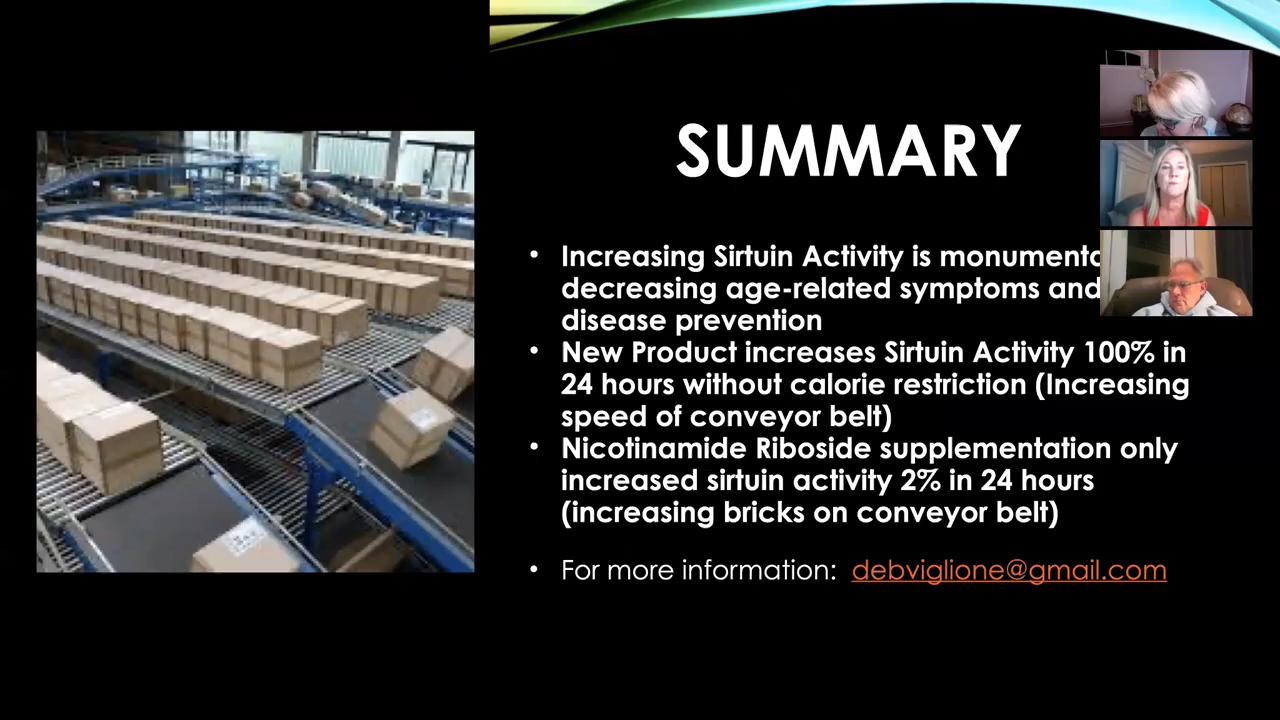 SUMMARY
• Increasing Sirtuin Activity is
decreasing age-related symptoms and
disease prevention
• New Product increases Sirtuin Activity 100% in
24 hours without calorie restriction (Increasing
speed of conveyor belt)
• Nicotinamide Riboside supplementation only
increased sirtuin activity 2% in 24 hours
(increasing bricks on conveyor belt)
• For more information: debviglione@gmail.com